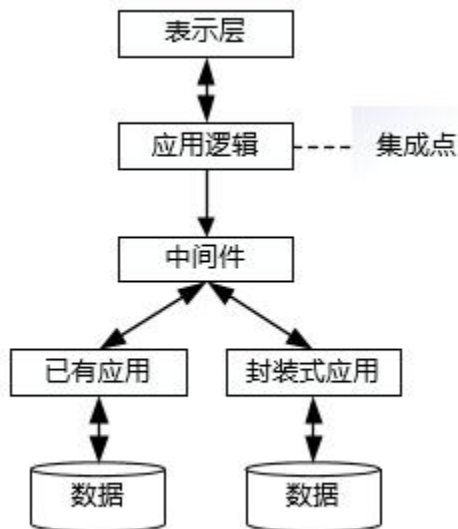 表示层
应用逻辑
集成点
中间件
已有应用
封装式应用
数据
数据